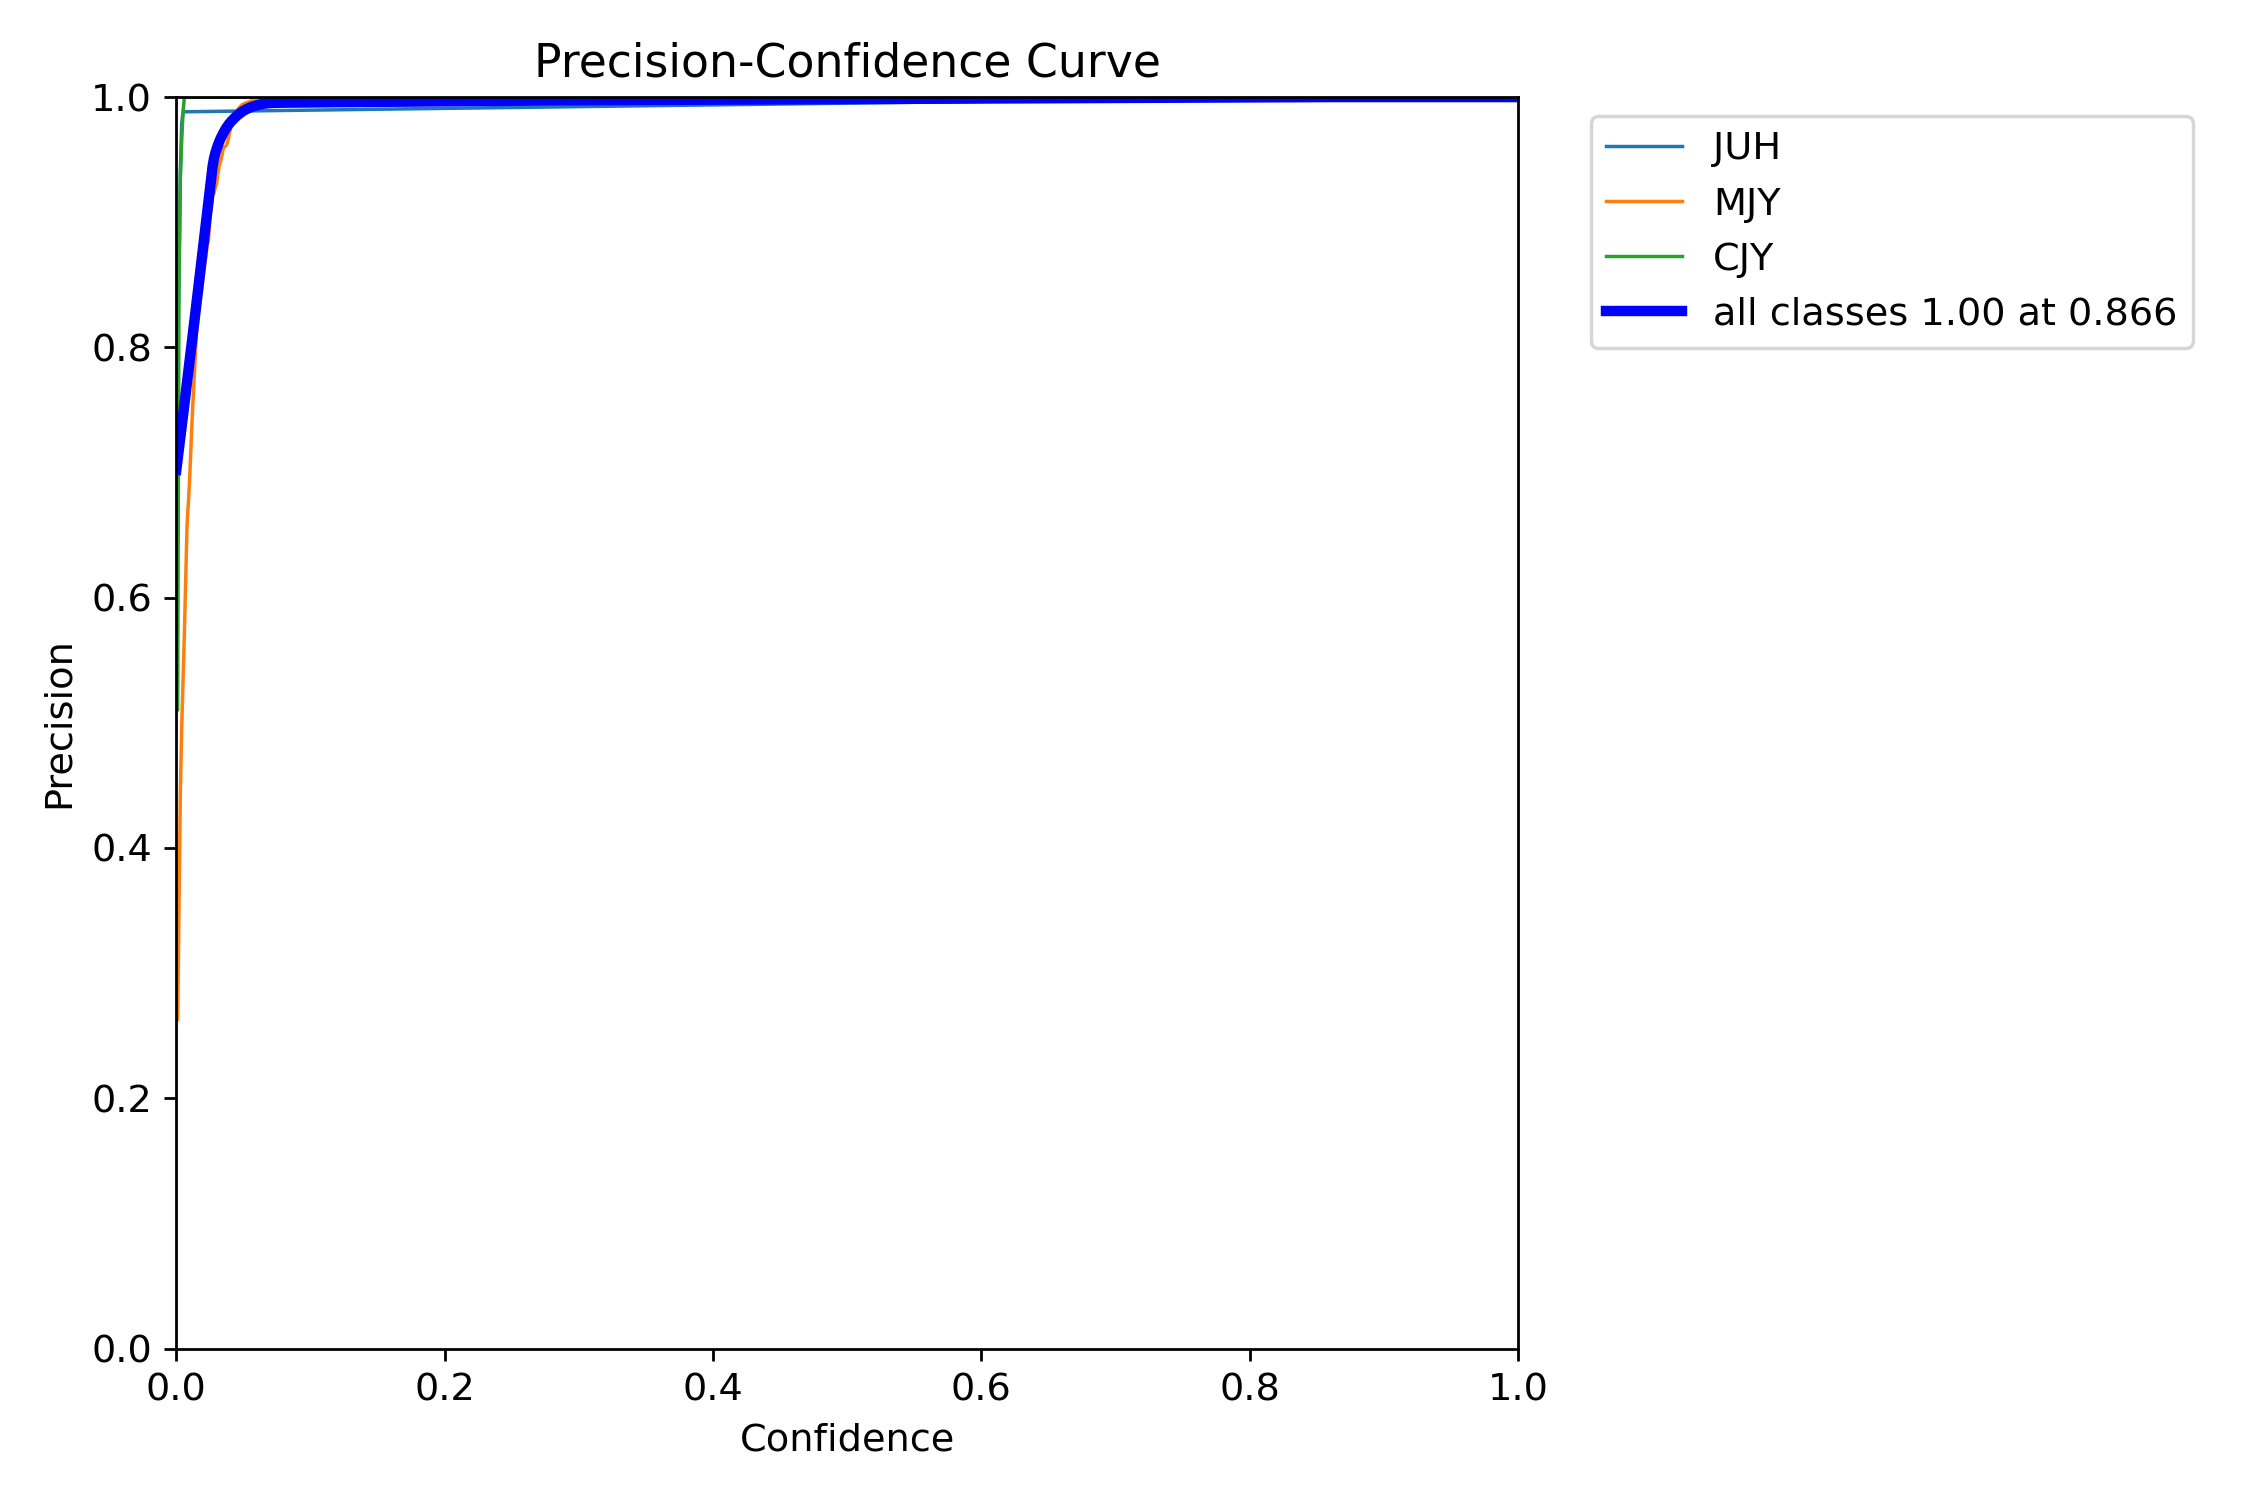 Precision-Confidence Curve
1.0
0.8
0.6
0.4
0.2
0.0
Precision
0.0 0.2 0.4 0.6 0.8 1.0
Confidence
JUH
MJY
CJY
all classes 1.00 at 0.866